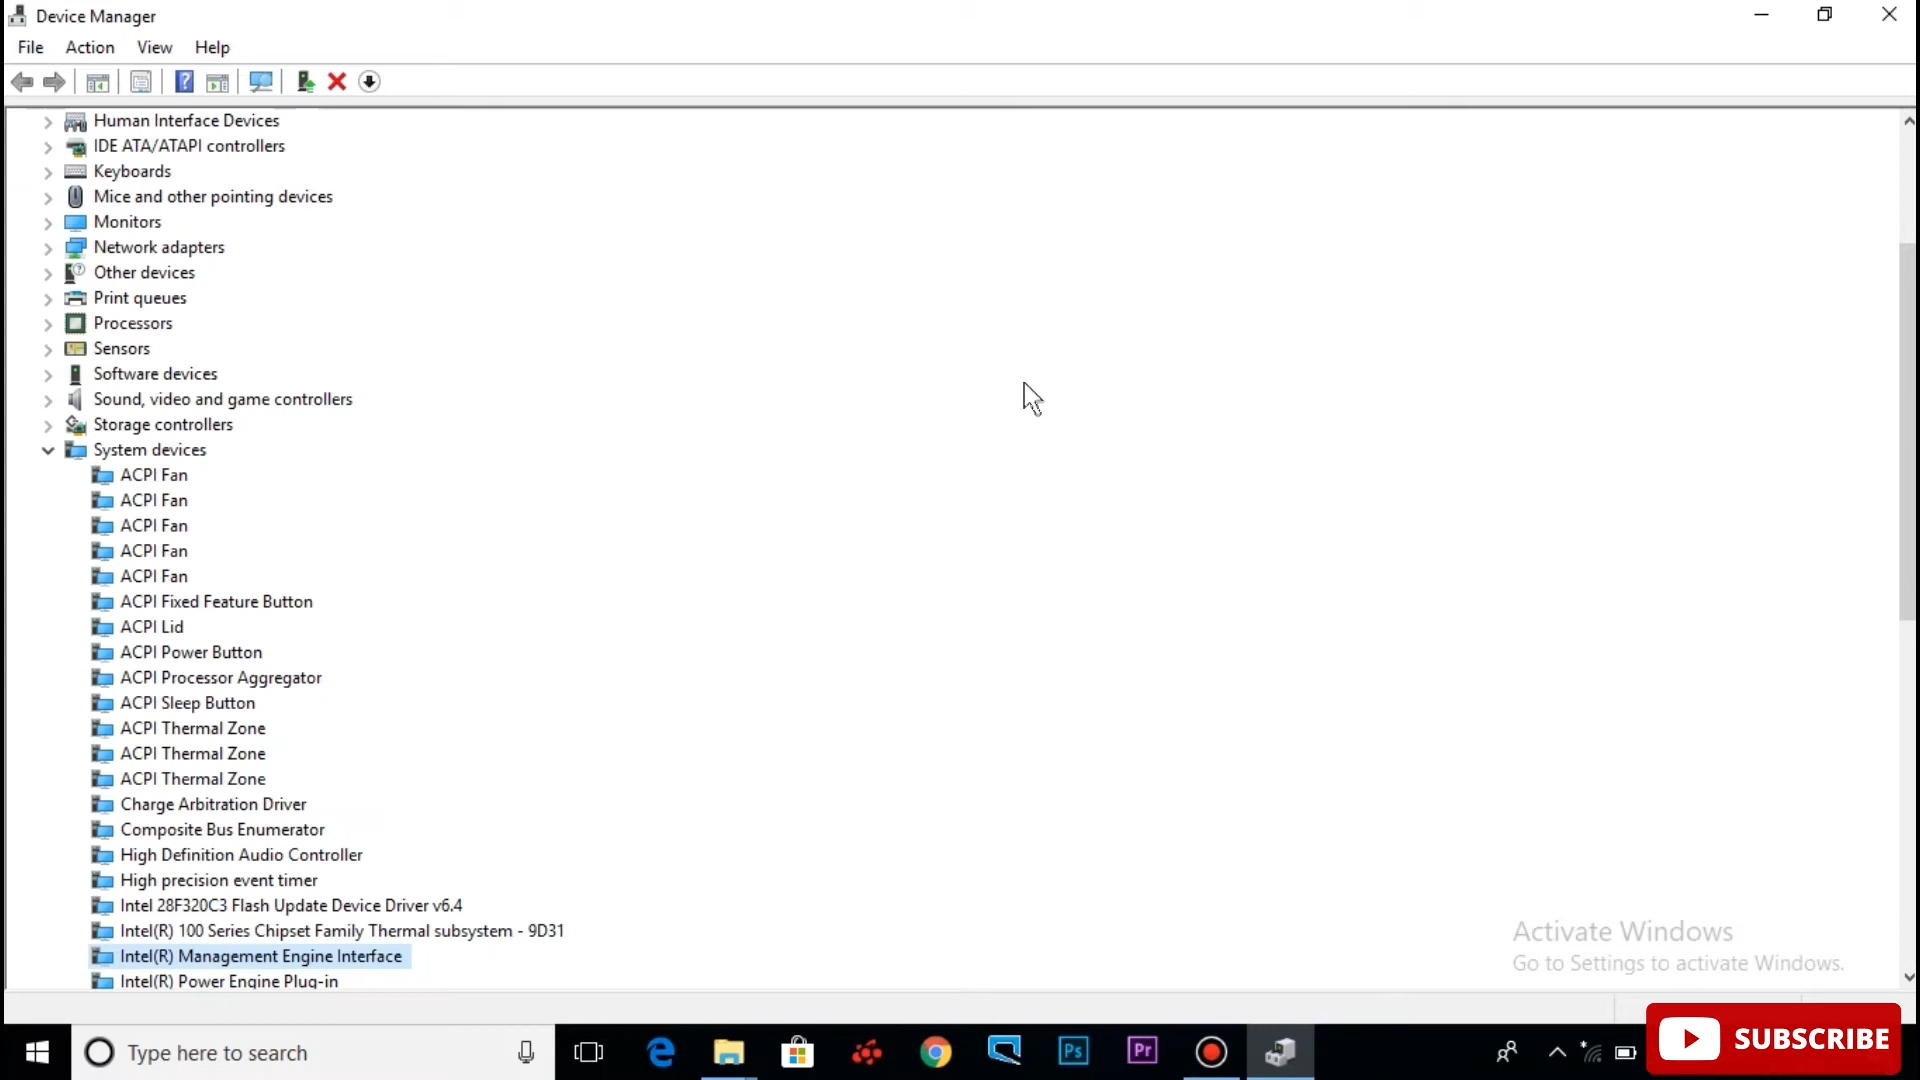 Device Manager
File Action View Help
Human Interface Devices
IDE ATA/ATAPI controllers
Keyboards
Mice and other pointing devices
Monitors
Network adapters
Other devices
Print queues
Processors
Sensors
Software devices
Sound, video and game controllers
Storage controllers
System devices
ACPI Fan
ACPI Fan
ACPI Fan
ACPI Fan
ACPI Fan
ACPI Fixed Feature Button
ACPI Lid
ACPI Power Button
ACPI Processor Aggregator
ACPI Sleep Button
ACPI Thermal Zone
ACPI Thermal Zone
ACPI Thermal Zone
Charge Arbitration Driver
Composite Bus Enumerator
High Definition Audio Controller
High precision event timer
Intel 28F320C3 Flash Update Device Driver v6.4
Intel(R) 100 Series Chipset Family Thermal subsystem - 9D31
Intel(R) Management Engine Interface
Intel(R) Power Engine Plug-in
Activate Windows
Go to Settings to activate Windows.
Type here to search
Ps
Pr
SUBSCRIBE